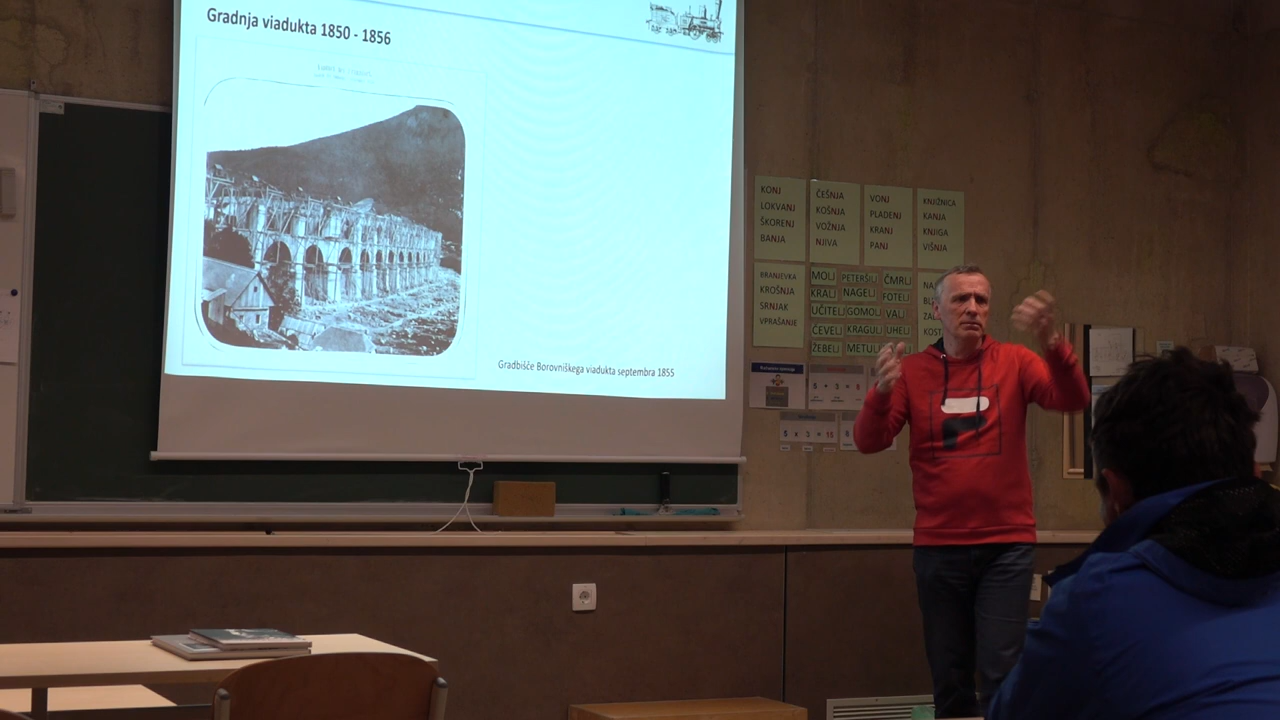 Gradnja viadukta 1850 - 1856
Gradbišče Borovniškega viadukta septembra 1855
KONJ
LOKVANJ
ŠKORENJ
BANJA
ČEŠNJA
KOŠNJA
VOŽNJA
NJIVA
VONJ
PLADENJ
KRANJ
PANJ
KNJIŽNICA
KANJA
KNJIGA
VIŠNJA
BRANJEVKA
KROŠNJA
SRNJAK
VPRAŠANJE
MOLJ PETERŠILJ ČMRLJ
KRALJ NAGELJ FOTELJ
UČITELJ GOMOLJ VALJ
ČEVELJ KRAGULJ UHELJ
ŽEBELJ METULJ
5 + 3 = 8
5 x 3 = 15